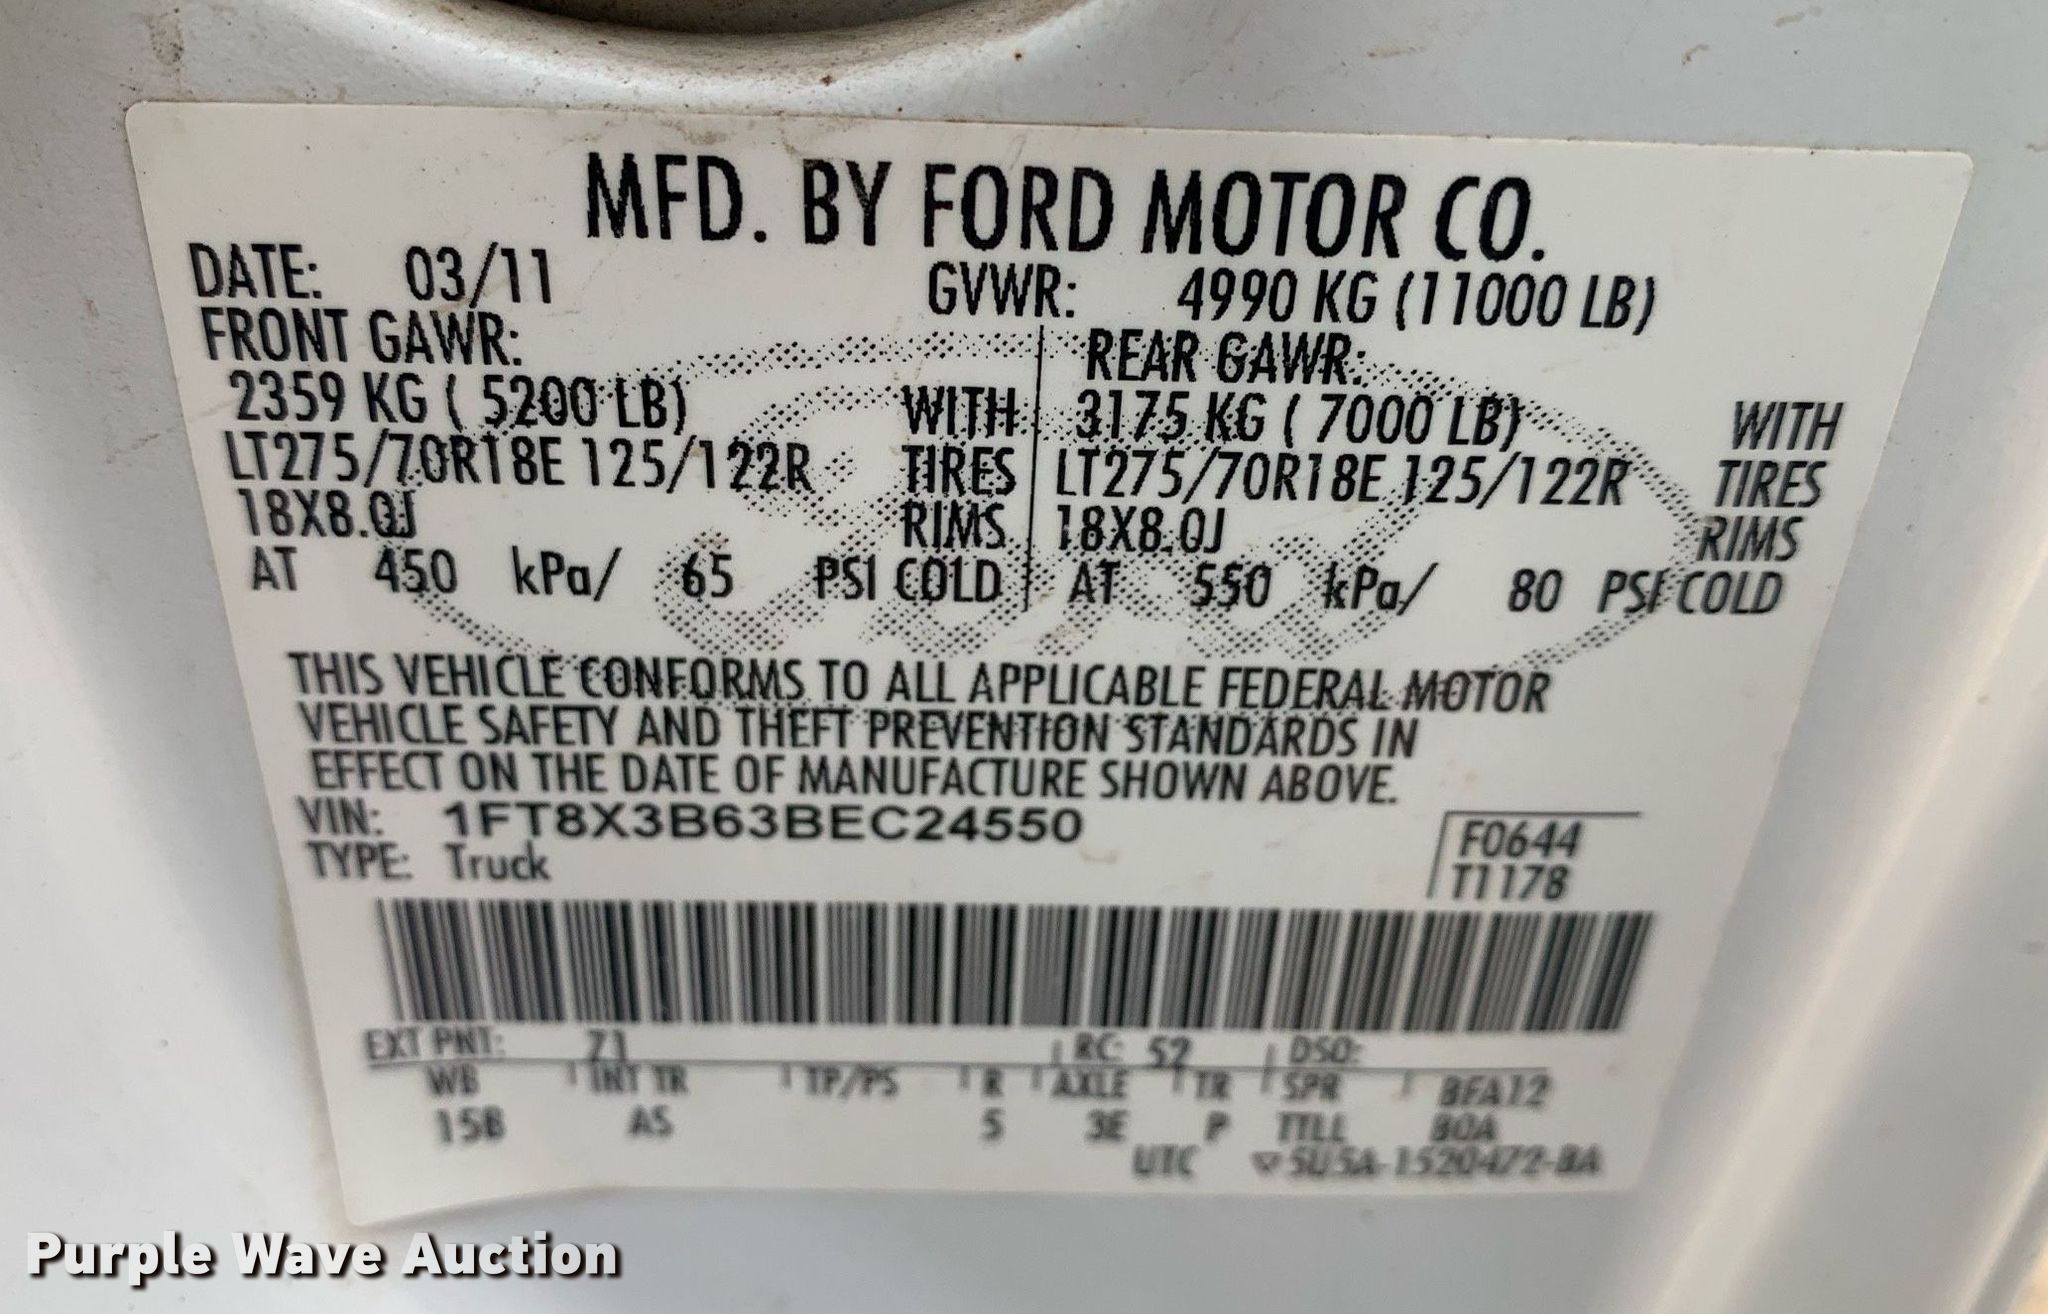 MFD. BY FORD MOTOR CO.
DATE: 03/11 GVWR: 4990 KG (11000 LB)
FRONT GAWR: REAR GAWR:
2359 KG ( 5200 LB) WITH 3175 KG ( 7000 LB) WITH
LT275/70R18E 125/122R TIRES LT275/70R18E 125/122R TIRES
18X8.0J RIMS 18X8.0J RIMS
AT 450 kPa/ 65 PSI COLD AT 550 kPa/ 80 PSI COLD
THIS VEHICLE CONFORMS TO ALL APPLICABLE FEDERAL MOTOR
VEHICLE SAFETY AND THEFT PREVENTION STANDARDS IN
EFFECT ON THE DATE OF MANUFACTURE SHOWN ABOVE.
VIN: 1FT8X3B63BEC24550
TYPE: Truck
F0644
T1178
EXT PNT: Z1 RC: 52 DSO:
WB INT TR TP/PS R AXLE TR SPR BFA12
15B AS 5 3E P TTLL BOA
UTC ▽5U5A-1520472-BA
Purple Wave Auction